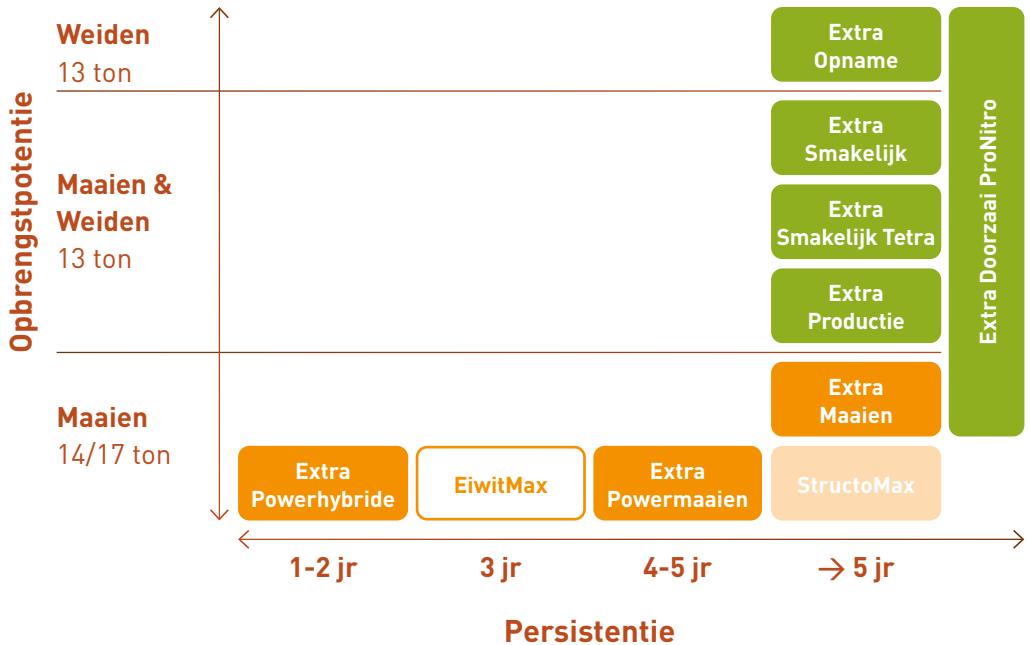 Opbrengstpotentie
Weiden
13 ton
Extra
Opname
Maaien &
Weiden
13 ton
Extra
Smakelijk
Extra
Smakelijk Tetra
Extra
Productie
Extra Doorzaai ProNitro
Maaien
14/17 ton
Extra
Maaien
Extra
Powerhybride
EiwitMax
Extra
Powermaaien
StructoMax
1-2 jr
3 jr
4-5 jr
→ 5 jr
Persistentie